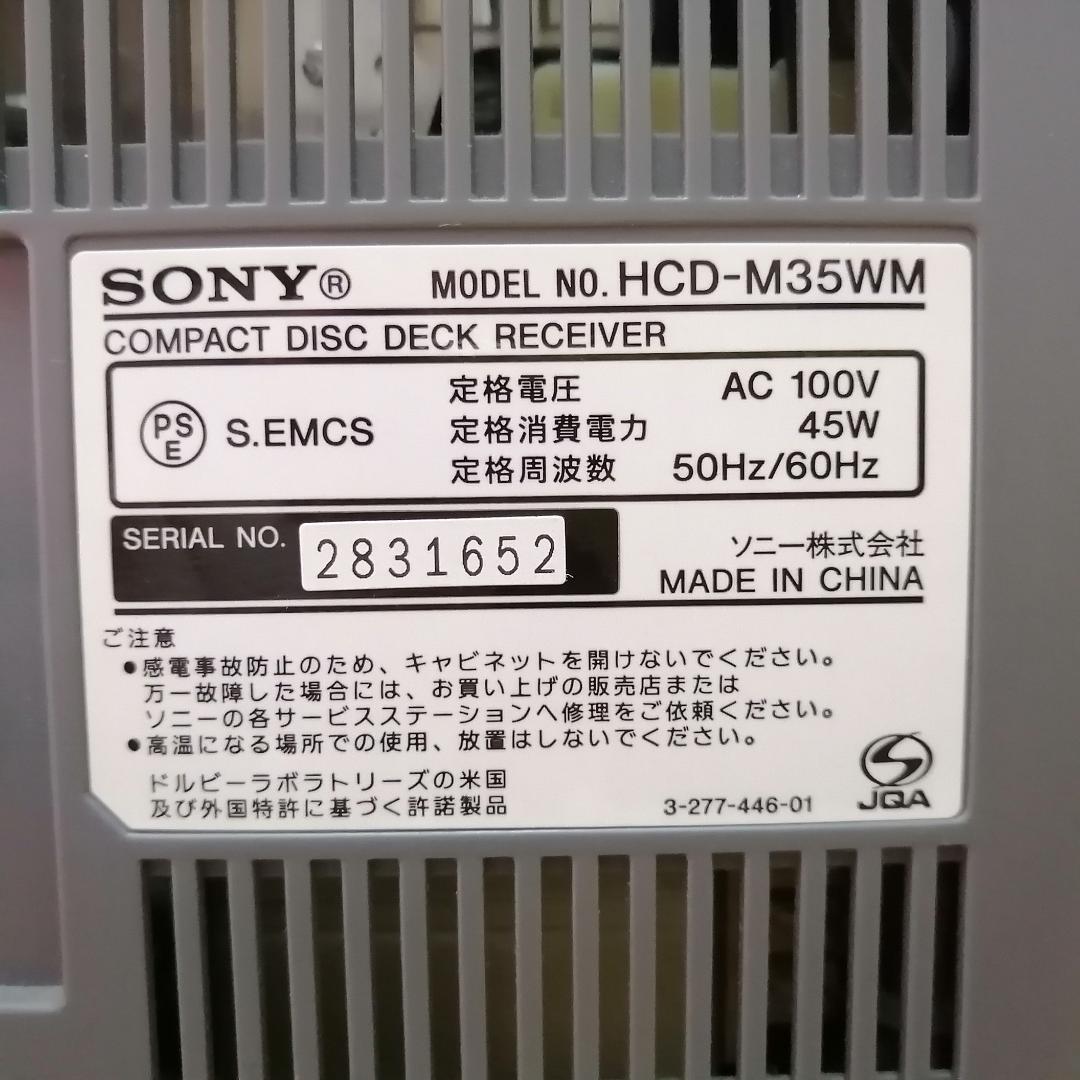 SONY® MODEL NO. HCD-M35WM
COMPACT DISC DECK RECEIVER
PSE S.EMCS
定格電圧 AC 100V
定格消費電力 45W
定格周波数 50Hz/60Hz
SERIAL NO. 2831652
ソニー株式会社
MADE IN CHINA
ご注意
●感電事故防止のため、キャビネットを開けないでください。
万一故障した場合には、お買い上げの販売店または
ソニーの各サービスステーションへ修理をご依頼ください。
●高温になる場所での使用、放置はしないでください。
ドルビーラボラトリーズの米国
及び外国特許に基づく許諾製品
3-277-446-01
JQA